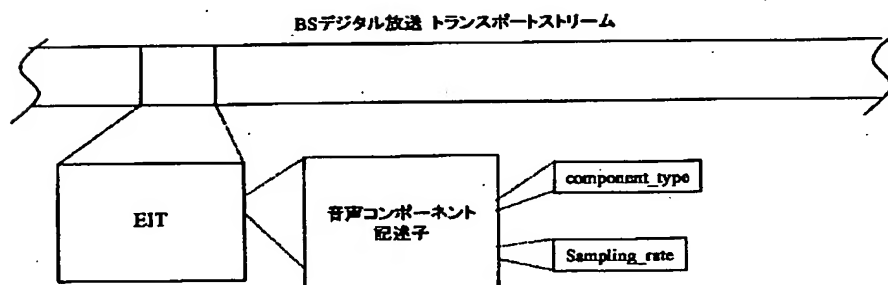 BSデジタル放送 トランスポートストリーム
EIT
音声コンポーネント
記述子
component_type
Sampling_rate